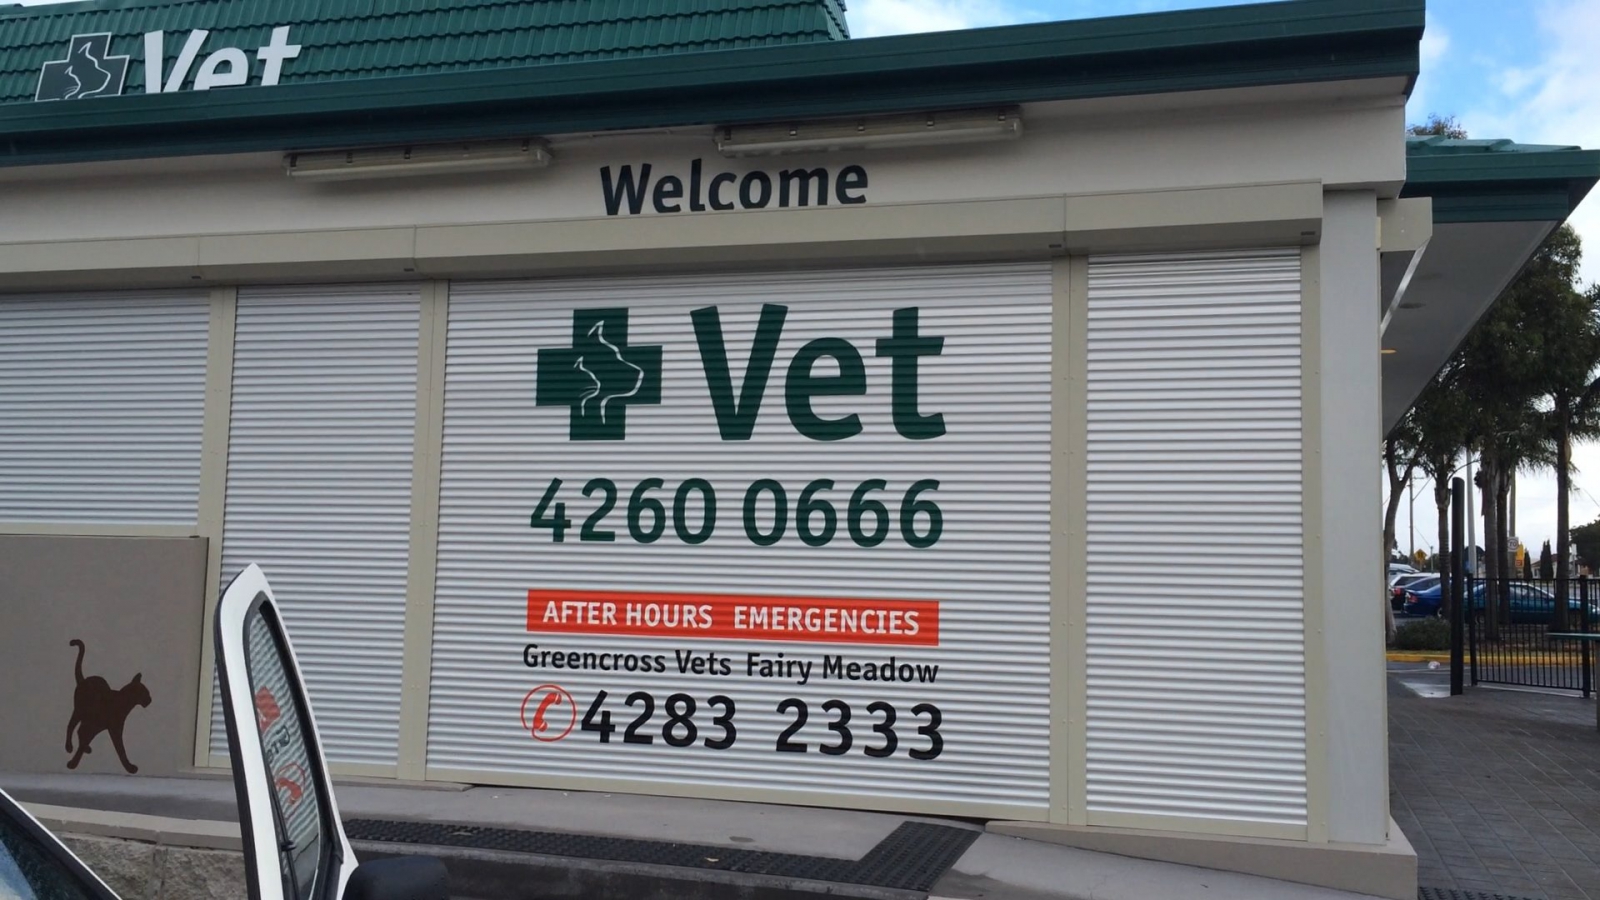 Vet
Welcome
Vet
4260 0666
AFTER HOURS EMERGENCIES
Greencross Vets Fairy Meadow
4283 2333